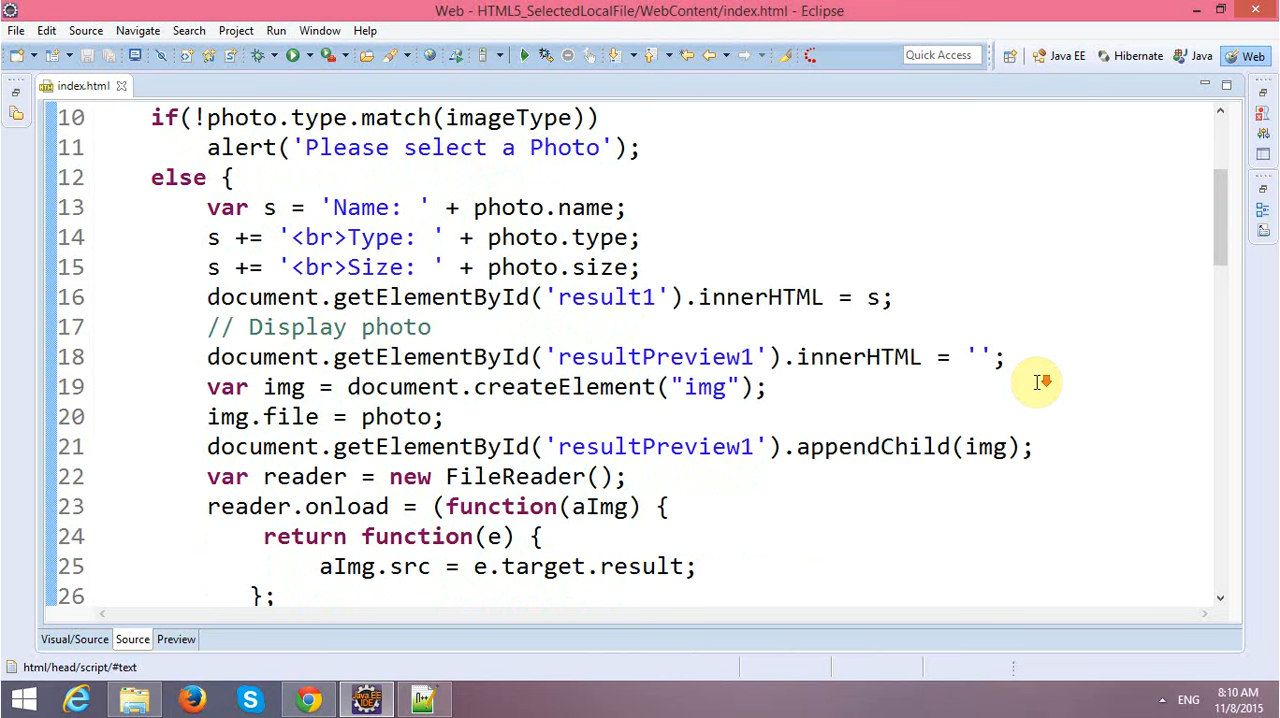 Web - HTML5_SelectedLocalFile/WebContent/index.html - Eclipse
File Edit Source Navigate Search Project Run Window Help
Quick Access Java EE Hibernate Java Web
index.html
10 if(!photo.type.match(imageType))
11 alert('Please select a Photo');
12 else {
13 var s = 'Name: ' + photo.name;
14 s += '<br>Type: ' + photo.type;
15 s += '<br>Size: ' + photo.size;
16 document.getElementById('result1').innerHTML = s;
17 // Display photo
18 document.getElementById('resultPreview1').innerHTML = '';
19 var img = document.createElement("img");
20 img.file = photo;
21 document.getElementById('resultPreview1').appendChild(img);
22 var reader = new FileReader();
23 reader.onload = (function(aImg) {
24 return function(e) {
25 aImg.src = e.target.result;
26 };
Visual/Source Source Preview
html/head/script/#text
ENG
8:10 AM
11/8/2015